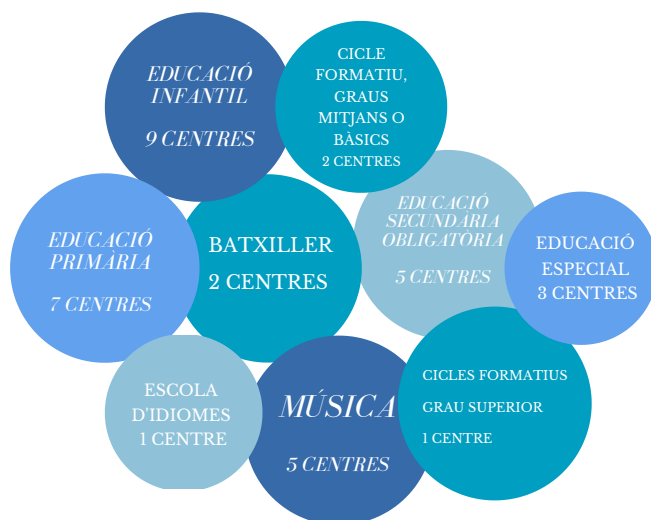 EDUCACIÓ
INFANTIL
9 CENTRES
CICLE
FORMATIU,
GRAUS
MITJANS O
BÀSICS
2 CENTRES
EDUCACIÓ
PRIMÀRIA
7 CENTRES
BATXILLER
2 CENTRES
EDUCACIÓ
SECUNDÀRIA
OBLIGATÒRIA
5 CENTRES
EDUCACIÓ
ESPECIAL
3 CENTRES
ESCOLA
D'IDIOMES
1 CENTRE
MÚSICA
5 CENTRES
CICLES FORMATIUS
GRAU SUPERIOR
1 CENTRE